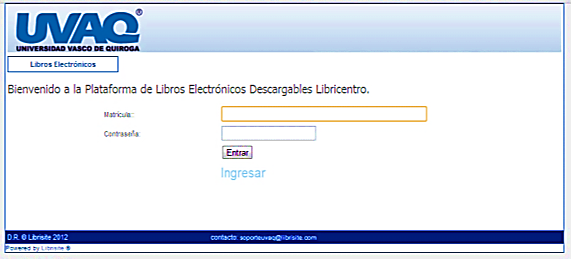 UVAQ®
UNIVERSIDAD VASCO DE QUIROGA
Libros Electrónicos
Bienvenido a la Plataforma de Libros Electrónicos Descargables Libricentro.
Matrícula:
Contraseña:
Entrar
Ingresar
D.R. © Librisite 2012 contacto: soporteuvaq@librisite.com
Powered by Librisite ®